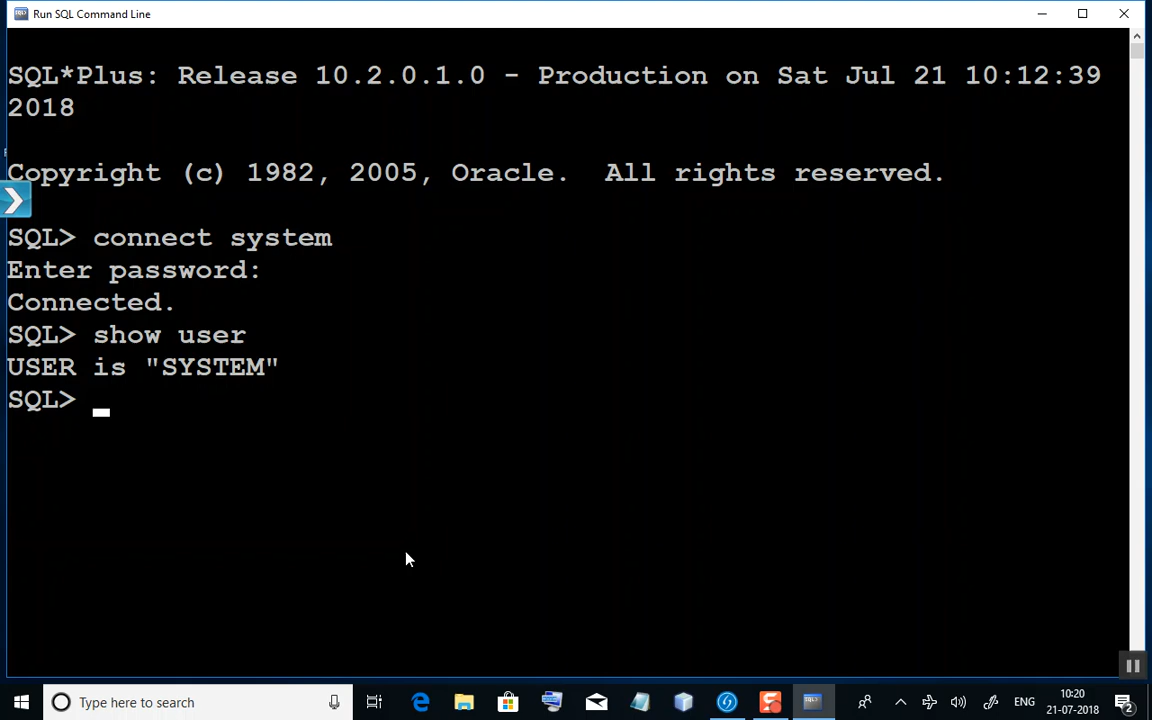 Run SQL Command Line
SQL*Plus: Release 10.2.0.1.0 - Production on Sat Jul 21 10:12:39
2018
Copyright (c) 1982, 2005, Oracle.  All rights reserved.
SQL> connect system
Enter password:
Connected.
SQL> show user
USER is "SYSTEM"
SQL>
Type here to search
ENG
10:20
21-07-2018
2